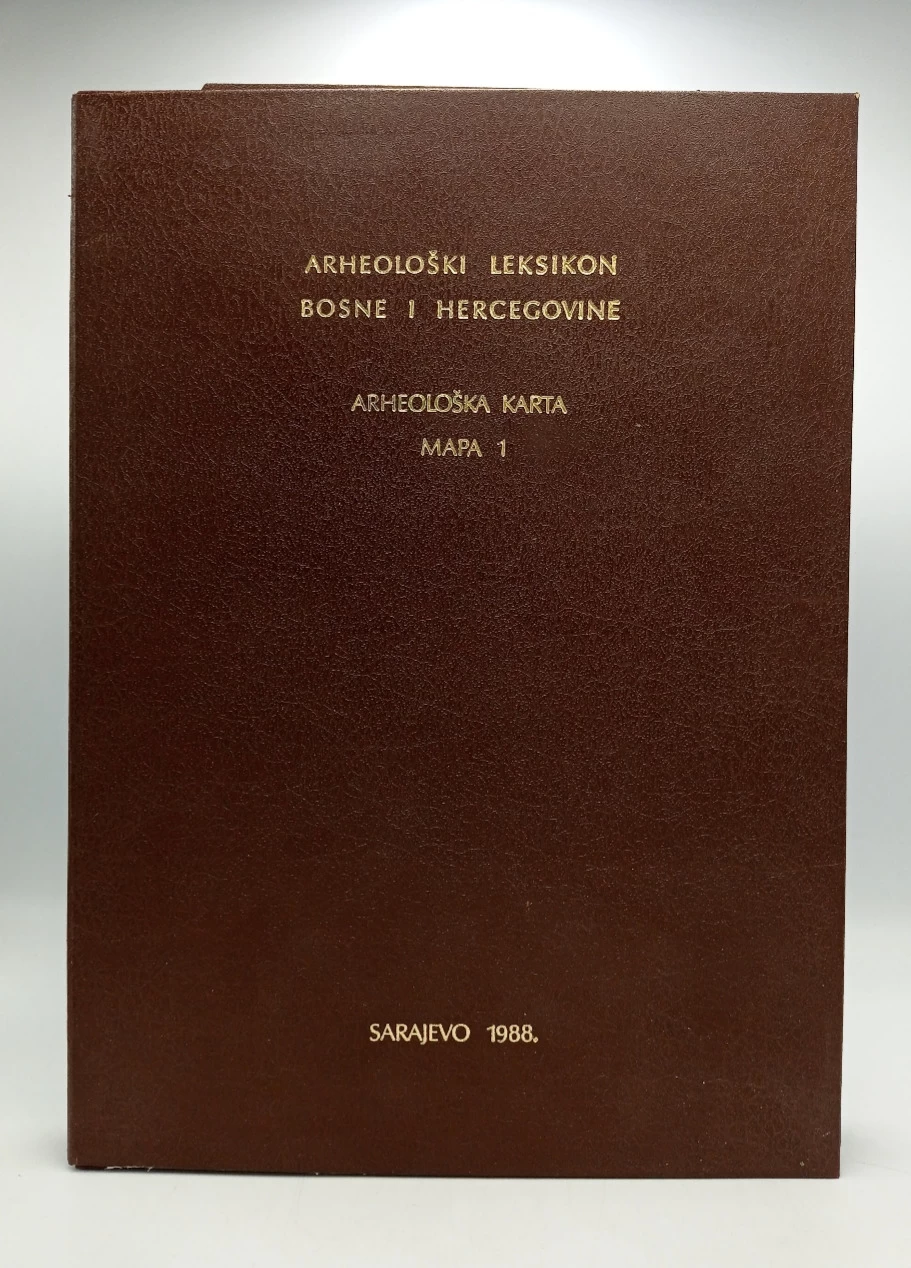 ARHEOLOŠKI LEKSIKON
BOSNE I HERCEGOVINE
ARHEOLOŠKA KARTA
MAPA 1
SARAJEVO 1988.